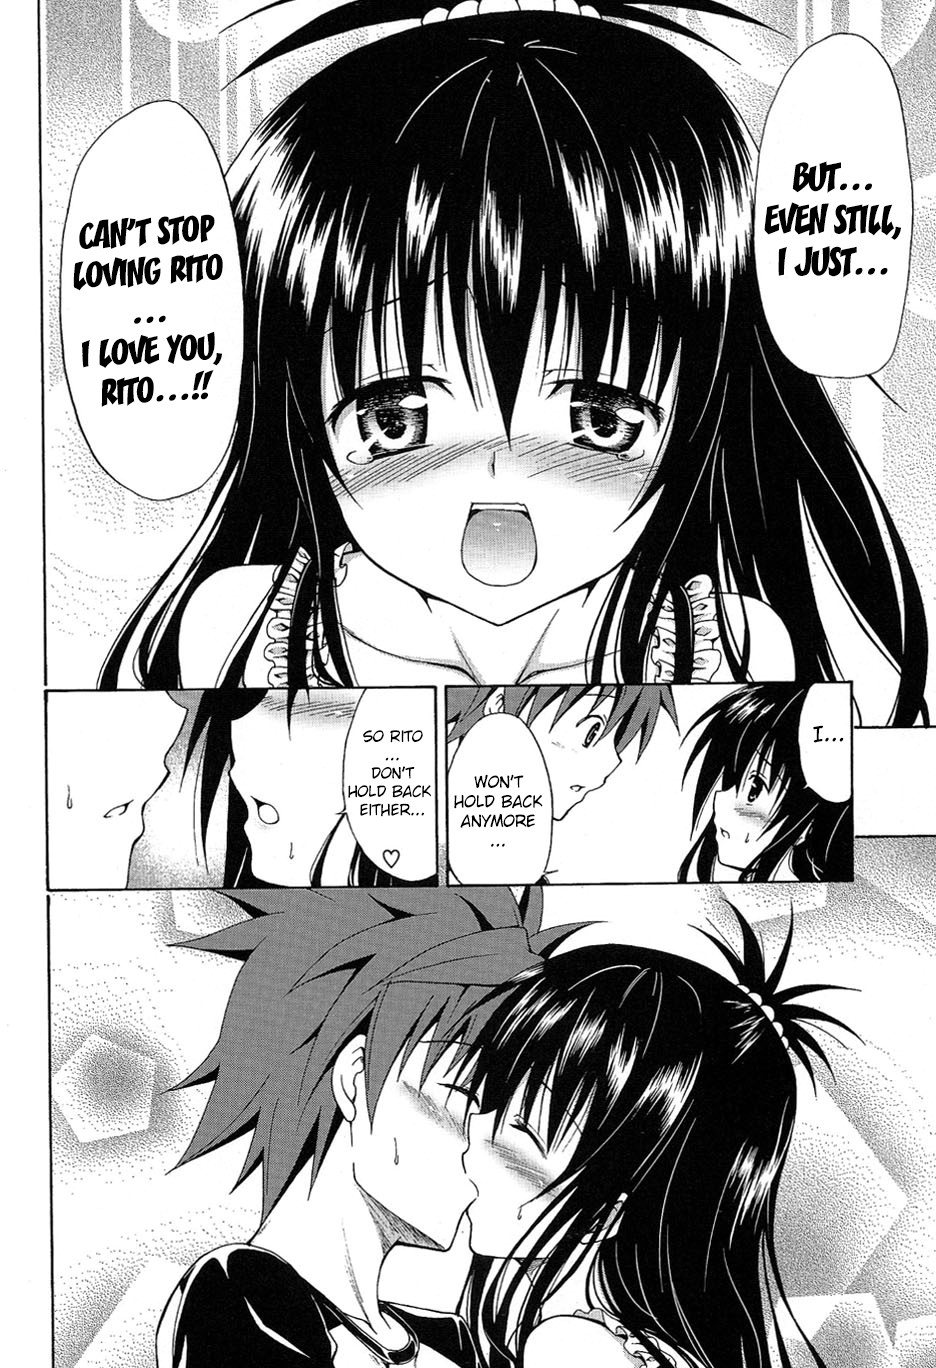 BUT...
EVEN STILL,
I JUST...
CAN'T STOP
LOVING RITO
...
I LOVE YOU,
RITO...!!
I...
WON'T
HOLD BACK
ANYMORE
...
SO RITO
...
DON'T
HOLD BACK
EITHER...
♡